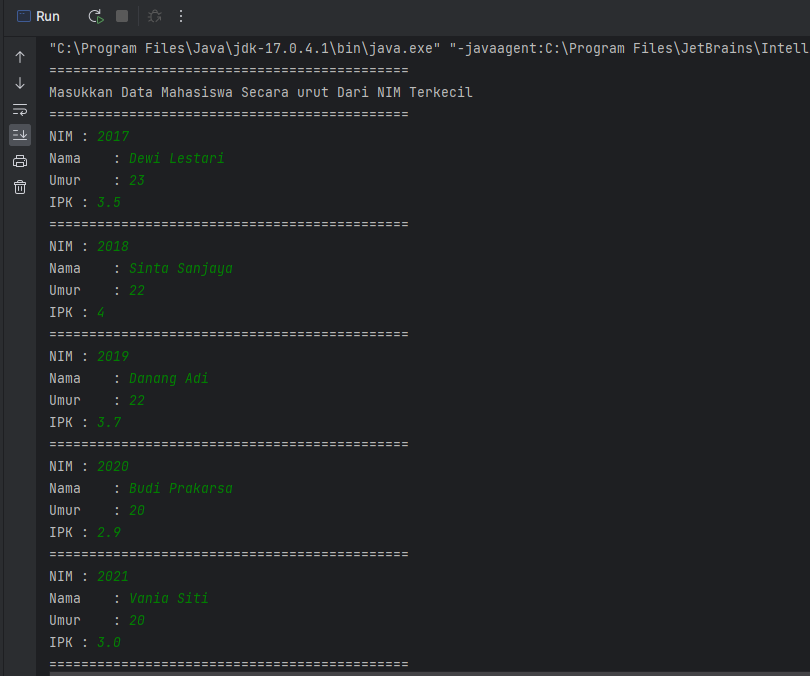 Run
"C:\Program Files\Java\jdk-17.0.4.1\bin\java.exe" "-javaagent:C:\Program Files\JetBrains\Intell
=============================================
Masukkan Data Mahasiswa Secara urut Dari NIM Terkecil
=============================================
NIM : 2017
Nama    : Dewi Lestari
Umur    : 23
IPK : 3.5
=============================================
NIM : 2018
Nama    : Sinta Sanjaya
Umur    : 22
IPK : 4
=============================================
NIM : 2019
Nama    : Danang Adi
Umur    : 22
IPK : 3.7
=============================================
NIM : 2020
Nama    : Budi Prakarsa
Umur    : 20
IPK : 2.9
=============================================
NIM : 2021
Nama    : Vania Siti
Umur    : 20
IPK : 3.0
=============================================